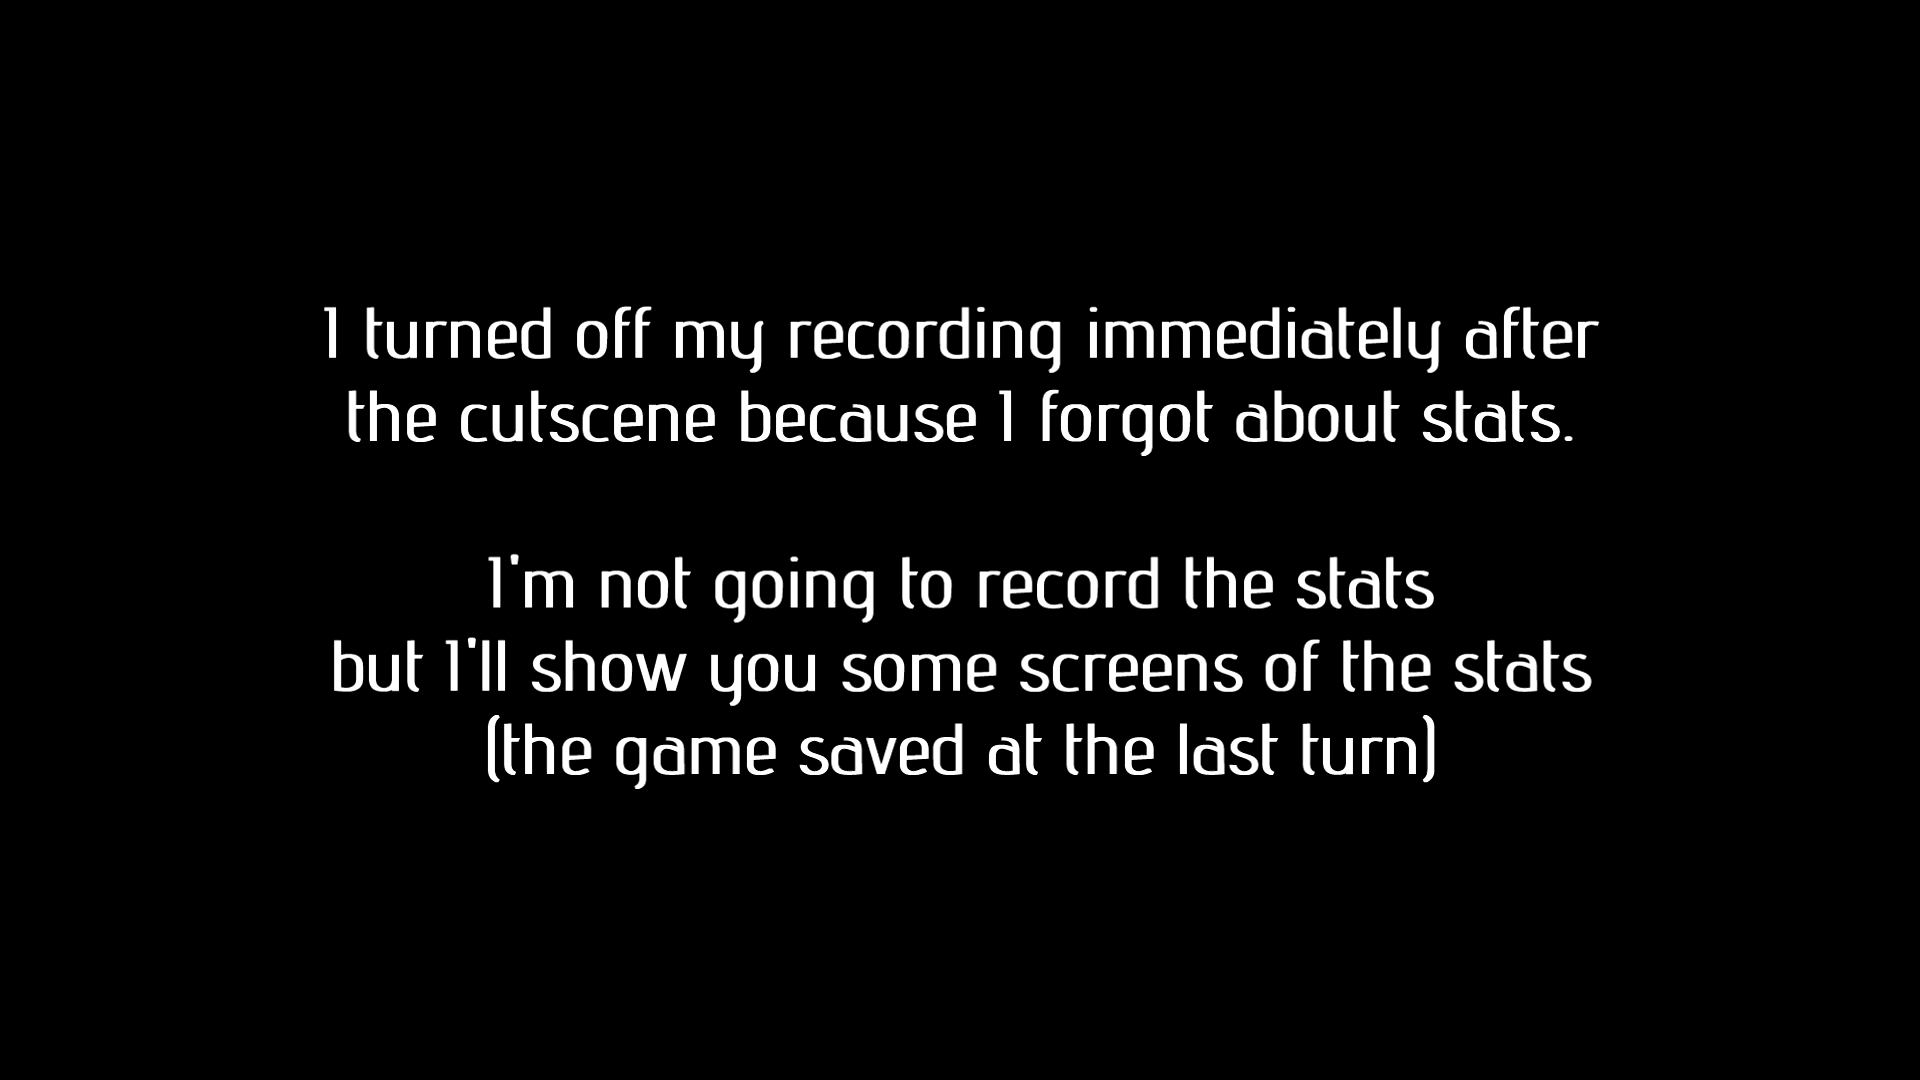 I turned off my recording immediately after
the cutscene because I forgot about stats.
I'm not going to record the stats
but I'll show you some screens of the stats
(the game saved at the last turn)